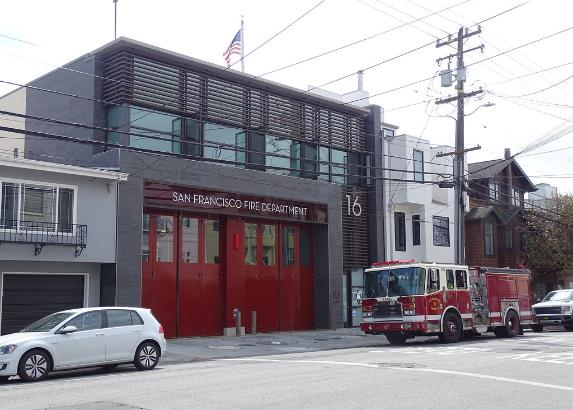 SAN FRANCISCO FIRE DEPARTMENT
16